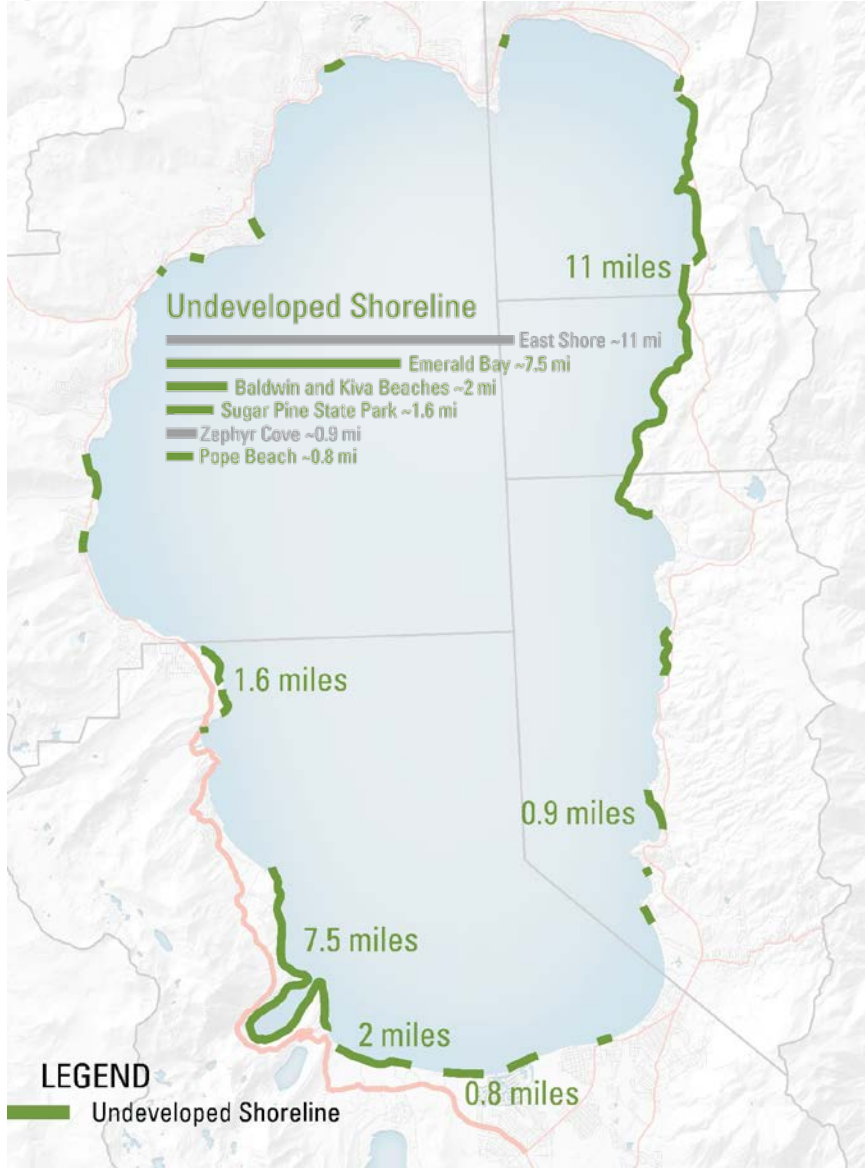 11 miles
Undeveloped Shoreline
East Shore ~11 mi
Emerald Bay ~7.5 mi
Baldwin and Kiva Beaches ~2 mi
Sugar Pine State Park ~1.6 mi
Zephyr Cove ~0.9 mi
Pope Beach ~0.8 mi
1.6 miles
0.9 miles
7.5 miles
2 miles
0.8 miles
LEGEND
Undeveloped Shoreline